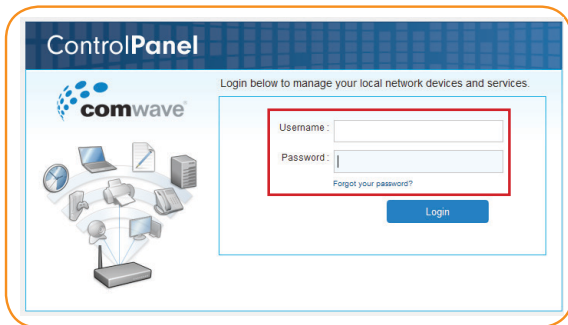 ControlPanel
comwave
Login below to manage your local network devices and services.
Username :
Password :
Forgot your password?
Login